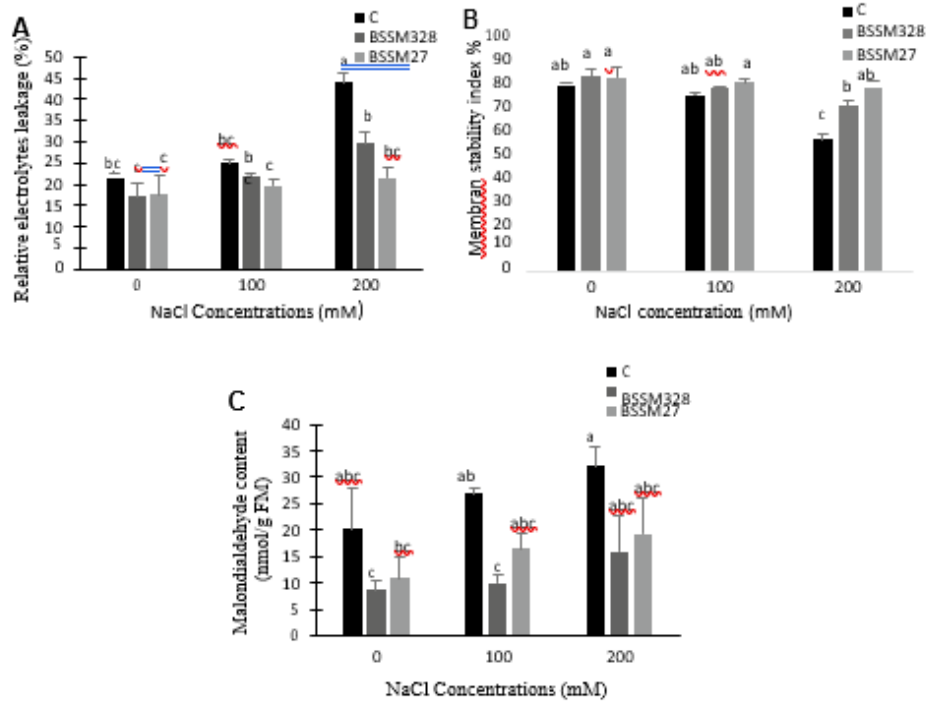 A
C
BSSM328
BSSM27
Relative electrolytes leakage (%)
50
45
40
35
30
25
20
15
10
5
0
bc
c
c
bc
b
c
c
a
b
bc
0
100
200
NaCl Concentrations (mM)
B
C
BSSM328
BSSM27
Membran stability index %
100
90
80
70
60
50
40
30
20
10
0
ab
a
a
ab
ab
a
c
b
ab
0
100
200
NaCl concentration (mM)
C
C
BSSM328
BSSM27
Malondialdehyde content
(nmol/g FM)
40
35
30
25
20
15
10
5
0
abc
c
bc
ab
c
abc
a
abc
abc
0
100
200
NaCl Concentrations (mM)